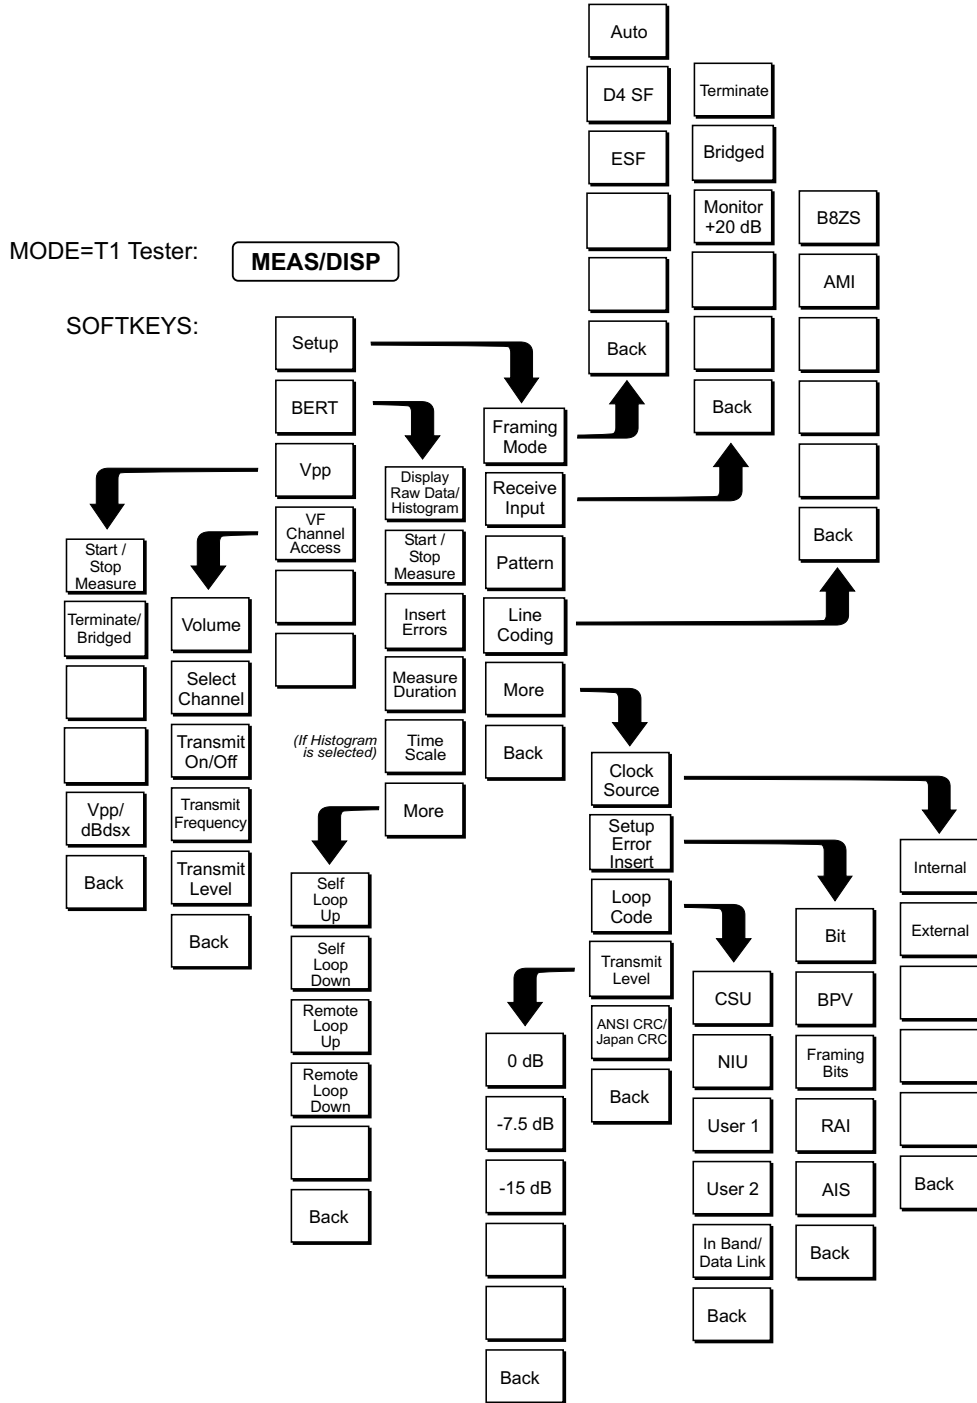 MODE=T1 Tester:
MEAS/DISP
SOFTKEYS:
Setup
BERT
Vpp
VF
Channel
Access
Start /
Stop
Measure
Terminate/
Bridged
Vpp/
dBdsx
Back
Volume
Select
Channel
Transmit
On/Off
Transmit
Frequency
Transmit
Level
Back
Display
Raw Data/
Histogram
Start /
Stop
Measure
Insert
Errors
Measure
Duration
(If Histogram
is selected)
Time
Scale
More
Self
Loop
Up
Self
Loop
Down
Remote
Loop
Up
Remote
Loop
Down
Back
Framing
Mode
Receive
Input
Pattern
Line
Coding
More
Back
Auto
D4 SF
ESF
Back
Terminate
Bridged
Monitor
+20 dB
Back
B8ZS
AMI
Back
Clock
Source
Setup
Error
Insert
Loop
Code
Transmit
Level
ANSI CRC/
Japan CRC
Back
0 dB
-7.5 dB
-15 dB
Back
CSU
NIU
User 1
User 2
In Band/
Data Link
Back
Bit
BPV
Framing
Bits
RAI
AIS
Back
Internal
External
Back